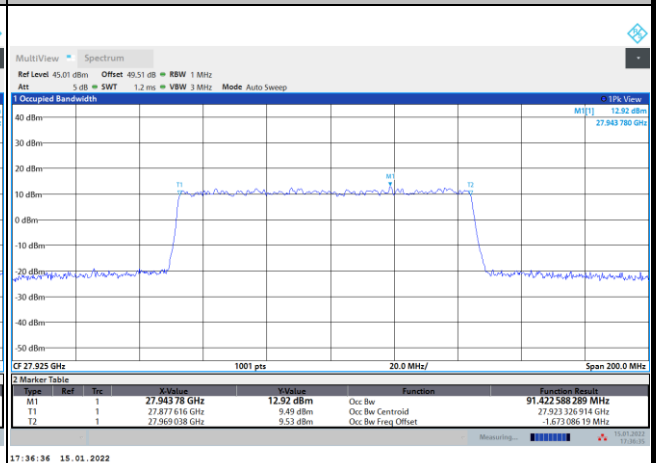 MultiView Spectrum
Ref Level 45.01 dBm Offset 49.51 dB RBW 1 MHz
Att 5 dB SWT 1.2 ms VBW 3 MHz Mode Auto Sweep
1 Occupied Bandwidth 1Pk View
M1[1] 12.92 dBm
27.943 780 GHz
40 dBm
30 dBm
20 dBm
M1
T1 T2
10 dBm
0 dBm
-10 dBm
-20 dBm
-30 dBm
-40 dBm
-50 dBm
CF 27.925 GHz 1001 pts 20.0 MHz/ Span 200.0 MHz
2 Marker Table
Type Ref Trc X-Value Y-Value Function Function Result
M1 1 27.943 78 GHz 12.92 dBm Occ Bw 91.422 588 289 MHz
T1 1 27.877 616 GHz 9.49 dBm Occ Bw Centroid 27.923 326 914 GHz
T2 1 27.969 038 GHz 9.53 dBm Occ Bw Freq Offset -1.673 086 19 MHz
Measuring... 15.01.2022
17:36:35
17:36:36 15.01.2022